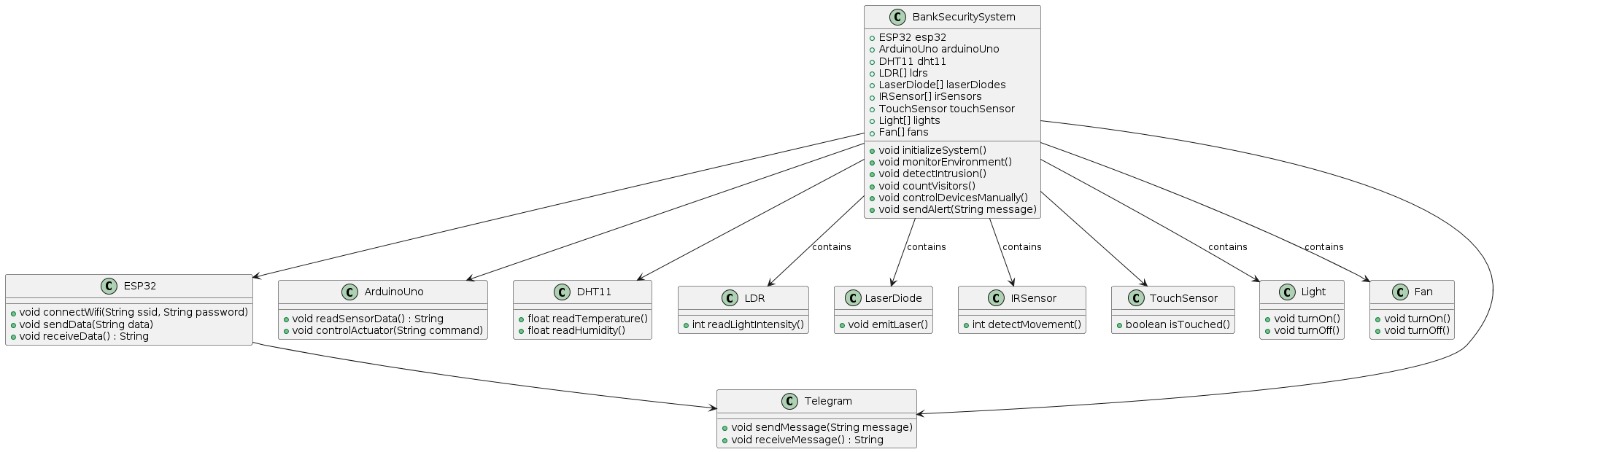 C BankSecuritySystem
ESP32 esp32
ArduinoUno arduinoUno
DHT11 dht11
LDR[] ldrs
LaserDiode[] laserDiodes
IRSensor[] irSensors
TouchSensor touchSensor
Light[] lights
Fan[] fans
void initializeSystem()
void monitorEnvironment()
void detectIntrusion()
void countVisitors()
void controlDevicesManually()
void sendAlert(String message)
contains
contains
contains
contains
contains
C ESP32
void connectWifi(String ssid, String password)
void sendData(String data)
void receiveData() : String
C ArduinoUno
void readSensorData() : String
void controlActuator(String command)
C DHT11
float readTemperature()
float readHumidity()
C LDR
int readLightIntensity()
C LaserDiode
void emitLaser()
C IRSensor
int detectMovement()
C TouchSensor
boolean isTouched()
C Light
void turnOn()
void turnOff()
C Fan
void turnOn()
void turnOff()
C Telegram
void sendMessage(String message)
void receiveMessage() : String